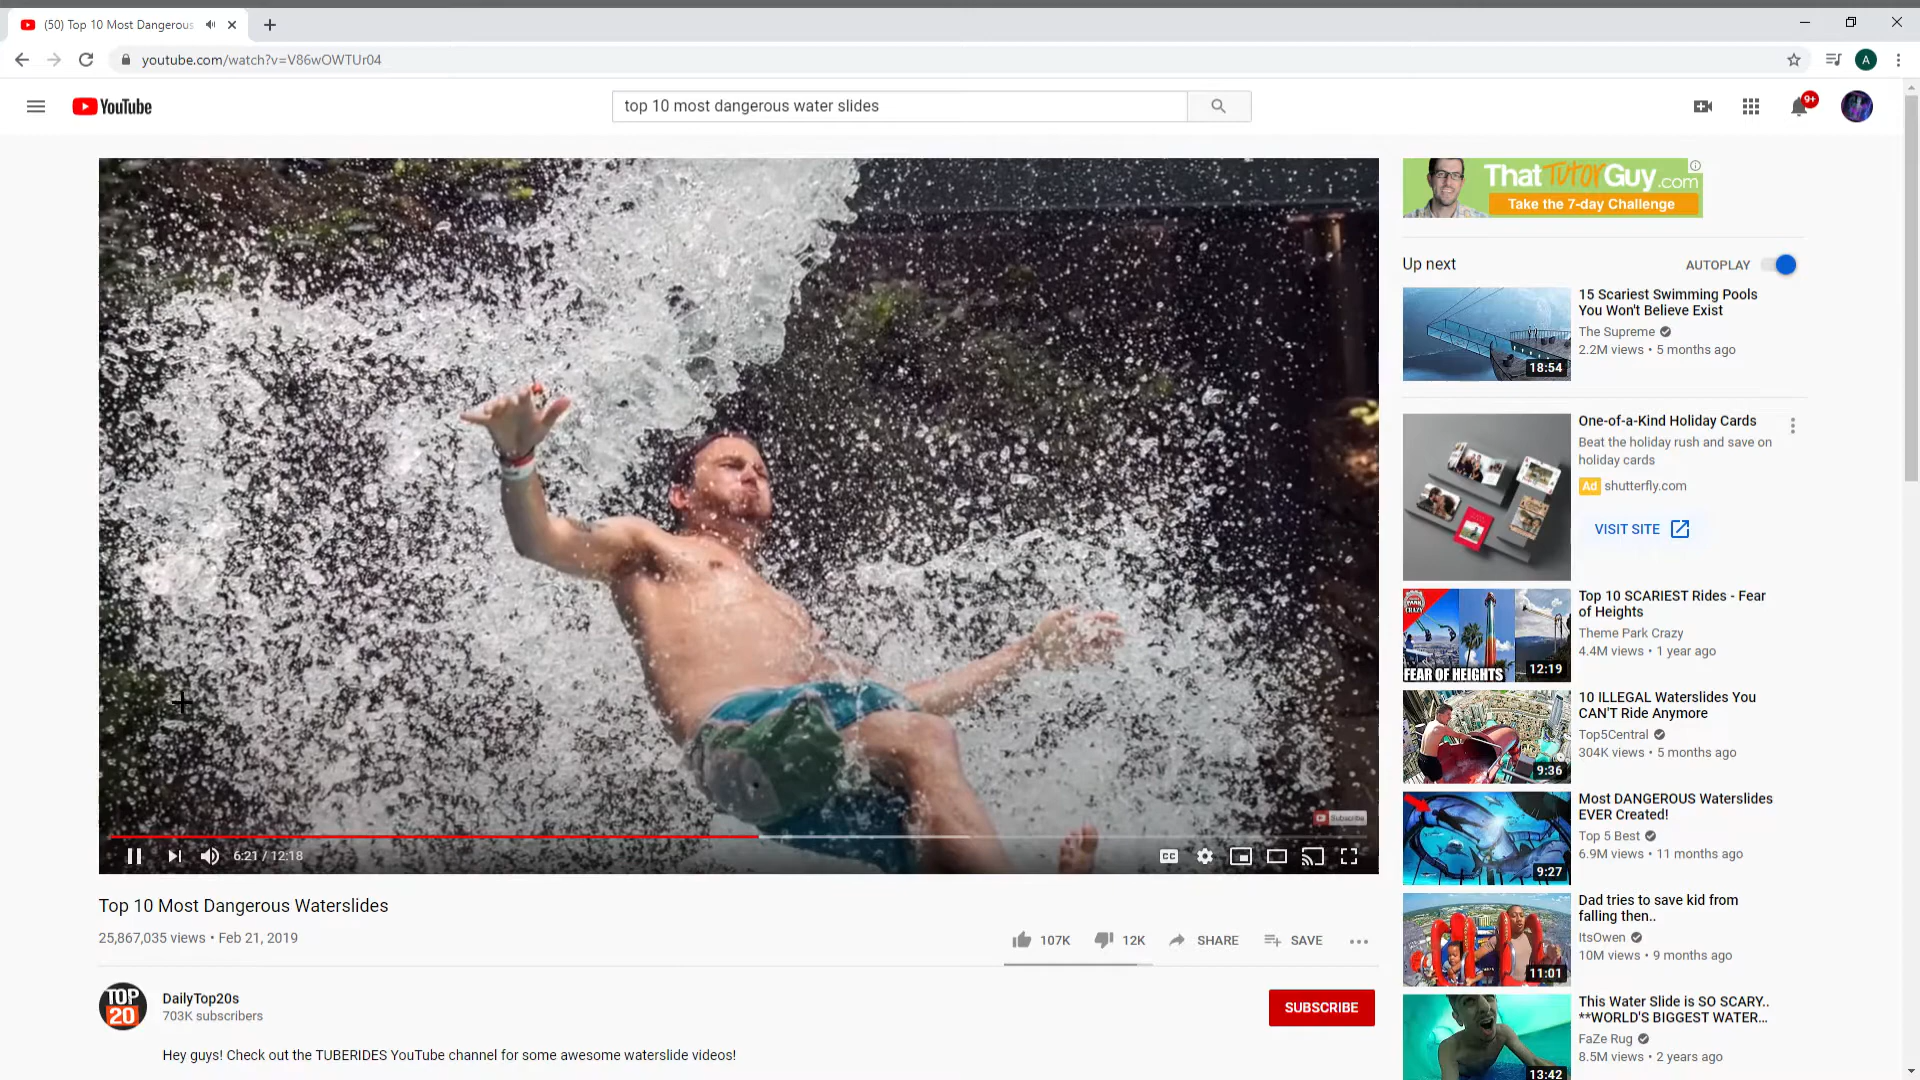 (50) Top 10 Most Dangerous
youtube.com/watch?v=V86wOWTUr04
YouTube
top 10 most dangerous water slides
9+
A
ThatTutorGuy.com
Take the 7-day Challenge
Up next
AUTOPLAY
15 Scariest Swimming Pools
You Won't Believe Exist
The Supreme
2.2M views • 5 months ago
18:54
One-of-a-Kind Holiday Cards
Beat the holiday rush and save on
holiday cards
Ad shutterfly.com
VISIT SITE
Top 10 SCARIEST Rides - Fear
of Heights
Theme Park Crazy
4.4M views • 1 year ago
FEAR OF HEIGHTS
12:19
10 ILLEGAL Waterslides You
CAN'T Ride Anymore
Top5Central
304K views • 5 months ago
9:36
Most DANGEROUS Waterslides
EVER Created!
Top 5 Best
6.9M views • 11 months ago
9:27
Dad tries to save kid from
falling then..
ItsOwen
10M views • 9 months ago
11:01
This Water Slide is SO SCARY..
**WORLD'S BIGGEST WATER...
FaZe Rug
8.5M views • 2 years ago
13:42
Subscribe
6:21 / 12:18
CC
Top 10 Most Dangerous Waterslides
25,867,035 views • Feb 21, 2019
107K
12K
SHARE
SAVE
TOP
20
DailyTop20s
703K subscribers
SUBSCRIBE
Hey guys! Check out the TUBERIDES YouTube channel for some awesome waterslide videos!